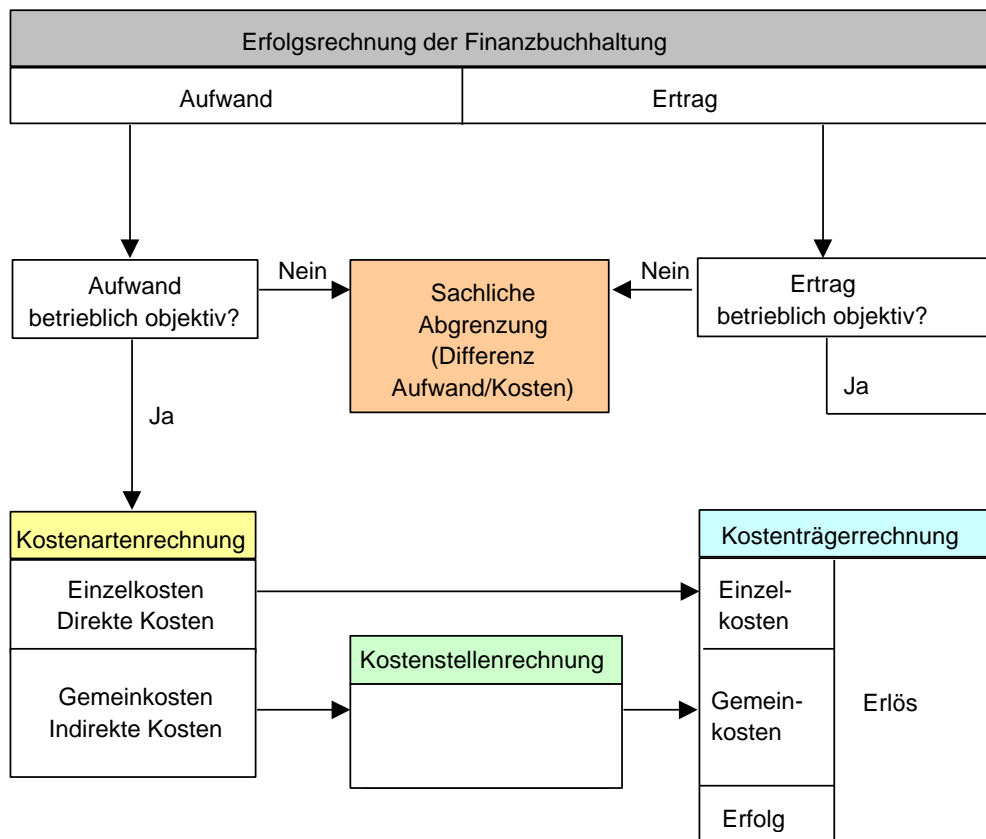 Erfolgsrechnung der Finanzbuchhaltung
Aufwand
Ertrag
Aufwand
betrieblich objektiv?
Nein
Sachliche
Abgrenzung
(Differenz
Aufwand/Kosten)
Nein
Ertrag
betrieblich objektiv?
Ja
Ja
Kostenartenrechnung
Einzelkosten
Direkte Kosten
Gemeinkosten
Indirekte Kosten
Kostenstellenrechnung
Kostenträgerrechnung
Einzel-
kosten
Gemein-
kosten
Erfolg
Erlös